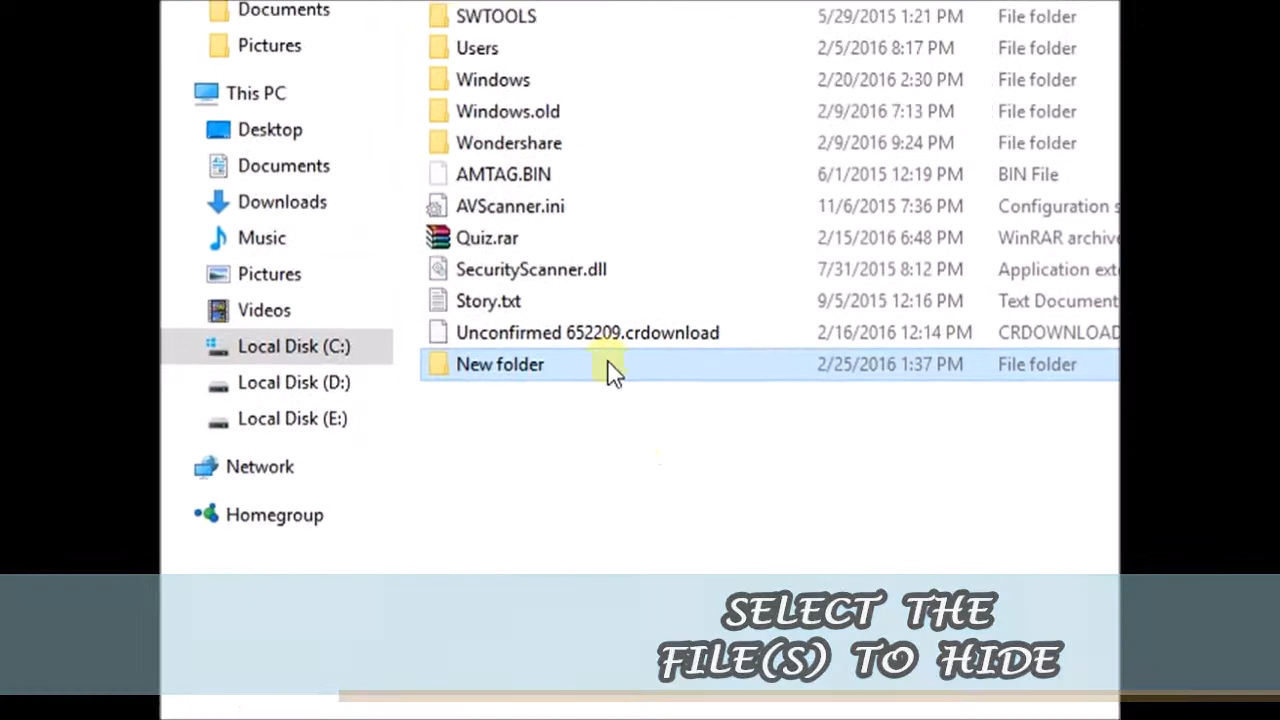 Documents
Pictures
This PC
Desktop
Documents
Downloads
Music
Pictures
Videos
Local Disk (C:)
Local Disk (D:)
Local Disk (E:)
Network
Homegroup
SWTOOLS 5/29/2015 1:21 PM File folder
Users 2/5/2016 8:17 PM File folder
Windows 2/20/2016 2:30 PM File folder
Windows.old 2/9/2016 7:13 PM File folder
Wondershare 2/9/2016 9:24 PM File folder
AMTAG.BIN 6/1/2015 12:19 PM BIN File
AVScanner.ini 11/6/2015 7:36 PM Configuration s
Quiz.rar 2/15/2016 6:48 PM WinRAR archive
SecurityScanner.dll 7/31/2015 8:12 PM Application exte
Story.txt 9/5/2015 12:16 PM Text Document
Unconfirmed 652209.crdownload 2/16/2016 12:14 PM CRDOWNLOAD
New folder 2/25/2016 1:37 PM File folder
SELECT THE
FILE(S) TO HIDE